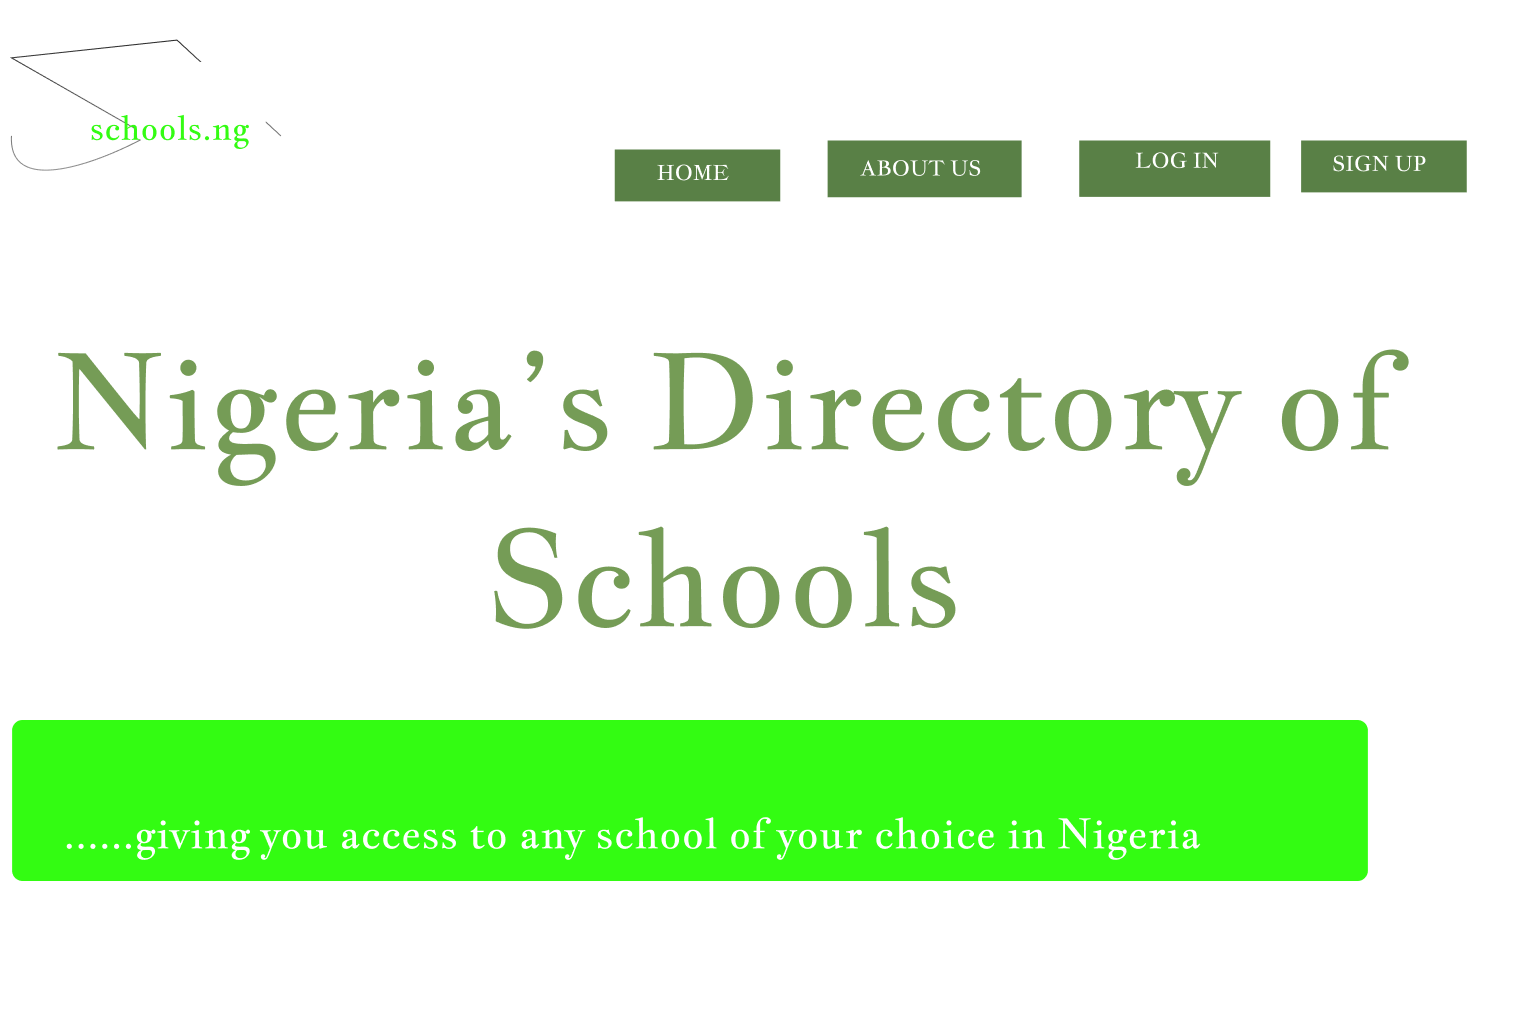 schools.ng
HOME
ABOUT US
LOG IN
SIGN UP
Nigeria’s Directory of
Schools
......giving you access to any school of your choice in Nigeria